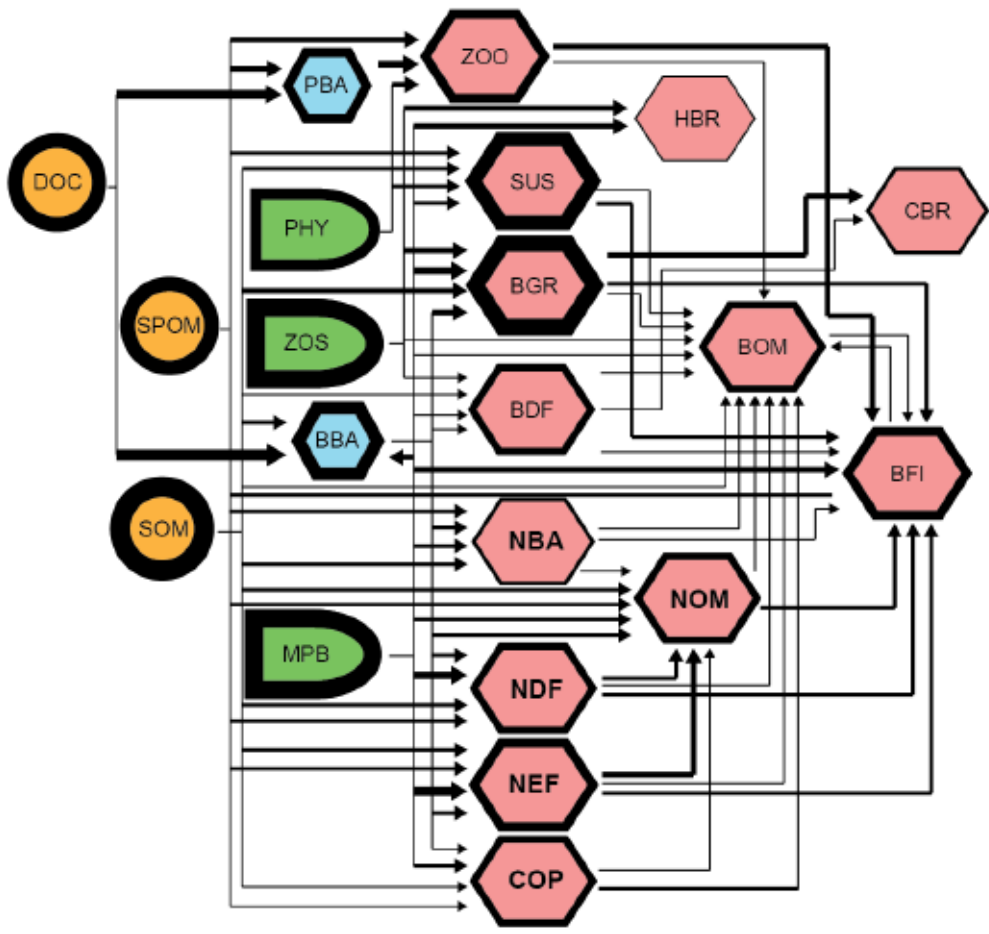 ZOO
PBA
HBR
DOC
SUS
CBR
PHY
BGR
SPOM
ZOS
BOM
BDF
BBA
BFI
SOM
NBA
NOM
MPB
NDF
NEF
COP